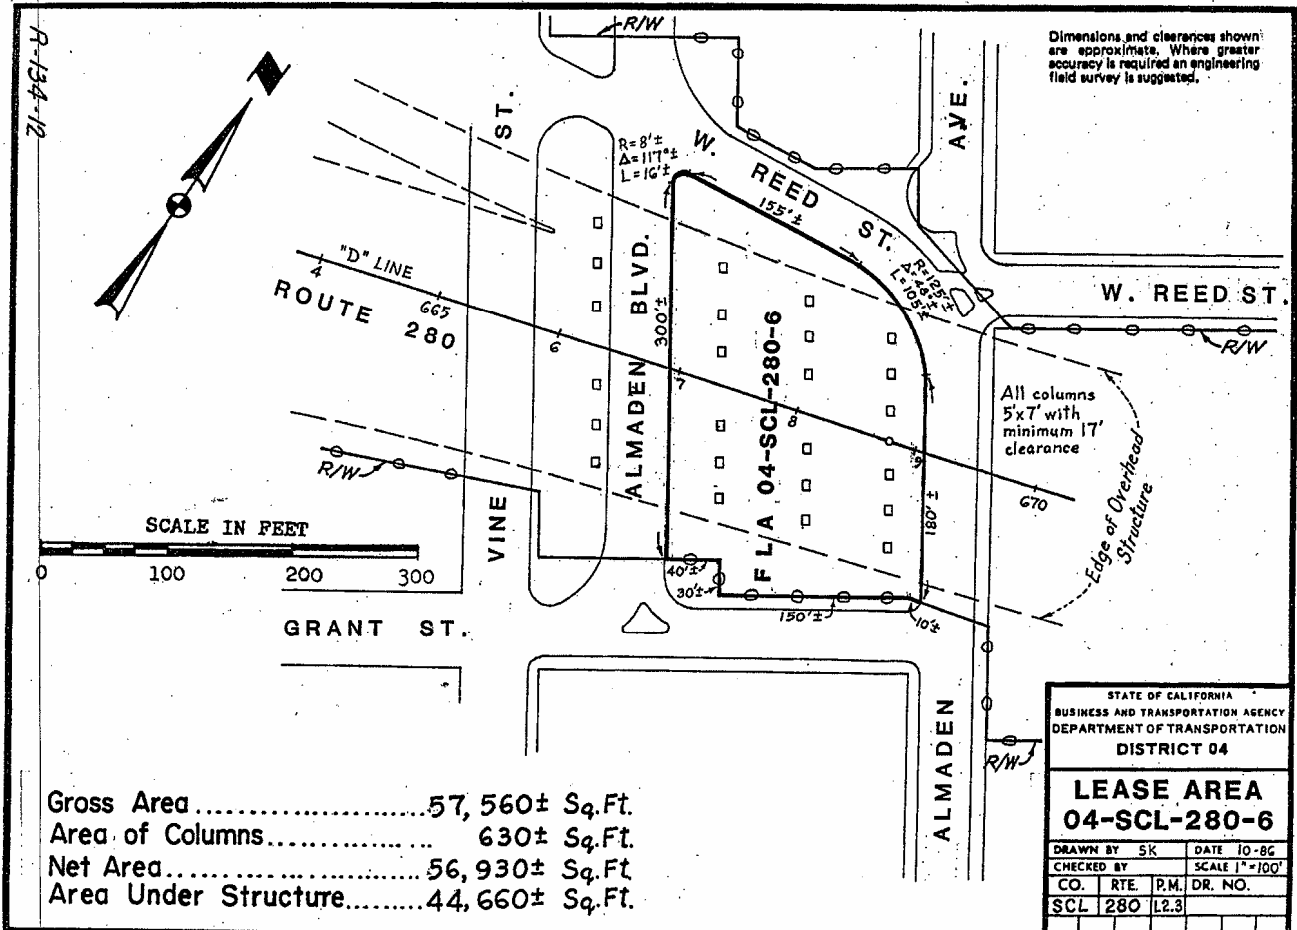 R-134-12
R/W
Dimensions and clearances shown
are approximate. Where greater
accuracy is required an engineering
field survey is suggested.
ST.
AVE.
R=8'±
Δ=117°±
L=16'±
W. REED ST.
155'±
R=125'±
Δ=48°±
L=105'±
"D" LINE
4
665
6
7
8
9
670
ROUTE 280
ALMADEN BLVD.
300'±
FLA 04-SCL-280-6
W. REED ST.
R/W
All columns
5'x7' with
minimum 17'
clearance
Edge of Overhead
Structure
R/W
VINE
180'±
SCALE IN FEET
0 100 200 300
40'±
30'±
150'±
10'±
GRANT ST.
ALMADEN
R/W
STATE OF CALIFORNIA
BUSINESS AND TRANSPORTATION AGENCY
DEPARTMENT OF TRANSPORTATION
DISTRICT 04
LEASE AREA
04-SCL-280-6
DRAWN BY SK DATE 10-86
CHECKED BY SCALE 1"=100'
CO. RTE. P.M. DR. NO.
SCL 280 L2.3
Gross Area........................57,560± Sq.Ft.
Area of Columns................. 630± Sq.Ft.
Net Area..........................56,930± Sq.Ft.
Area Under Structure.........44,660± Sq.Ft.